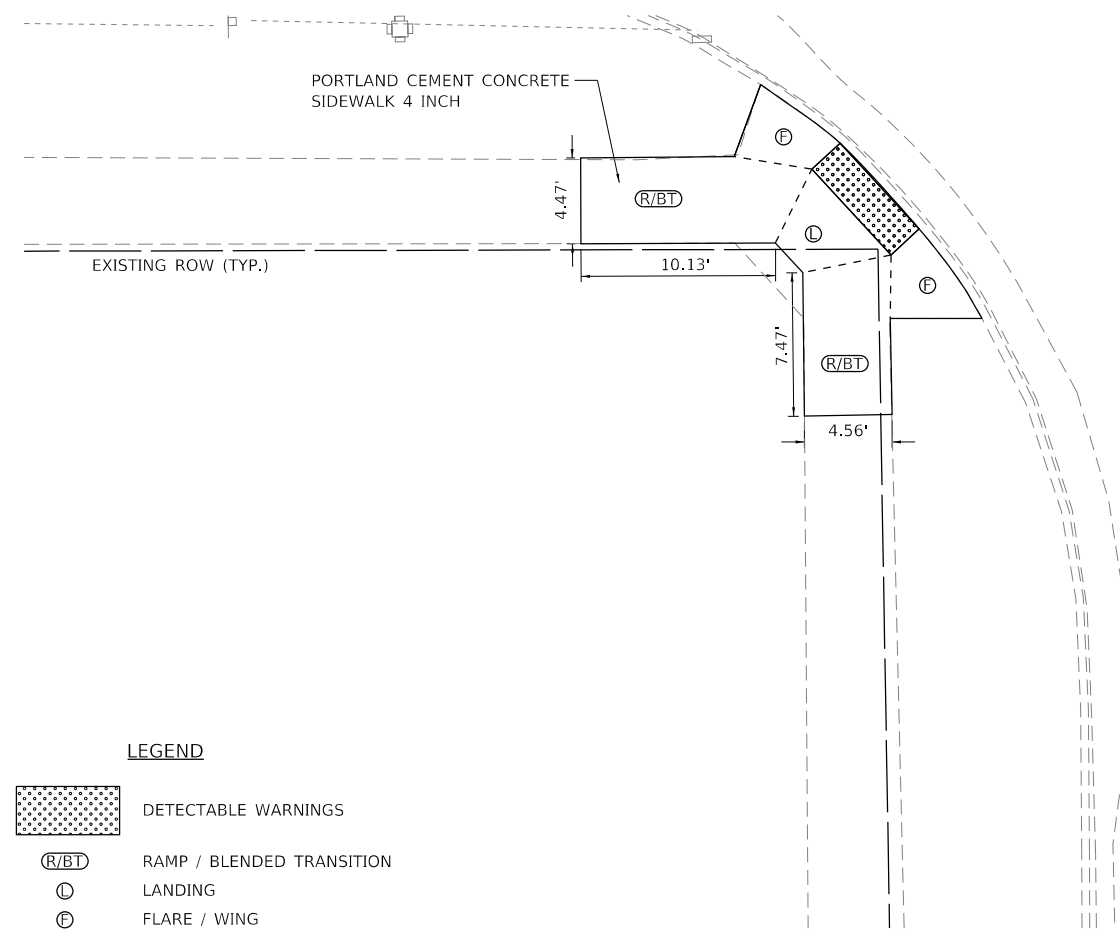 PORTLAND CEMENT CONCRETE
SIDEWALK 4 INCH
F
4.47'
R/BT
L
EXISTING ROW (TYP.)
10.13'
F
7.47'
R/BT
4.56'
LEGEND
DETECTABLE WARNINGS
R/BT RAMP / BLENDED TRANSITION
L LANDING
F FLARE / WING